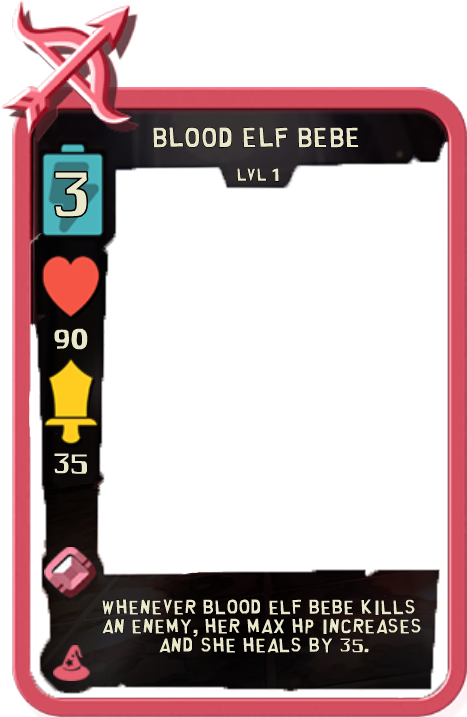 BLOOD ELF BEBE
LVL 1
3
90
35
WHENEVER BLOOD ELF BEBE KILLS
AN ENEMY, HER MAX HP INCREASES
AND SHE HEALS BY 35.